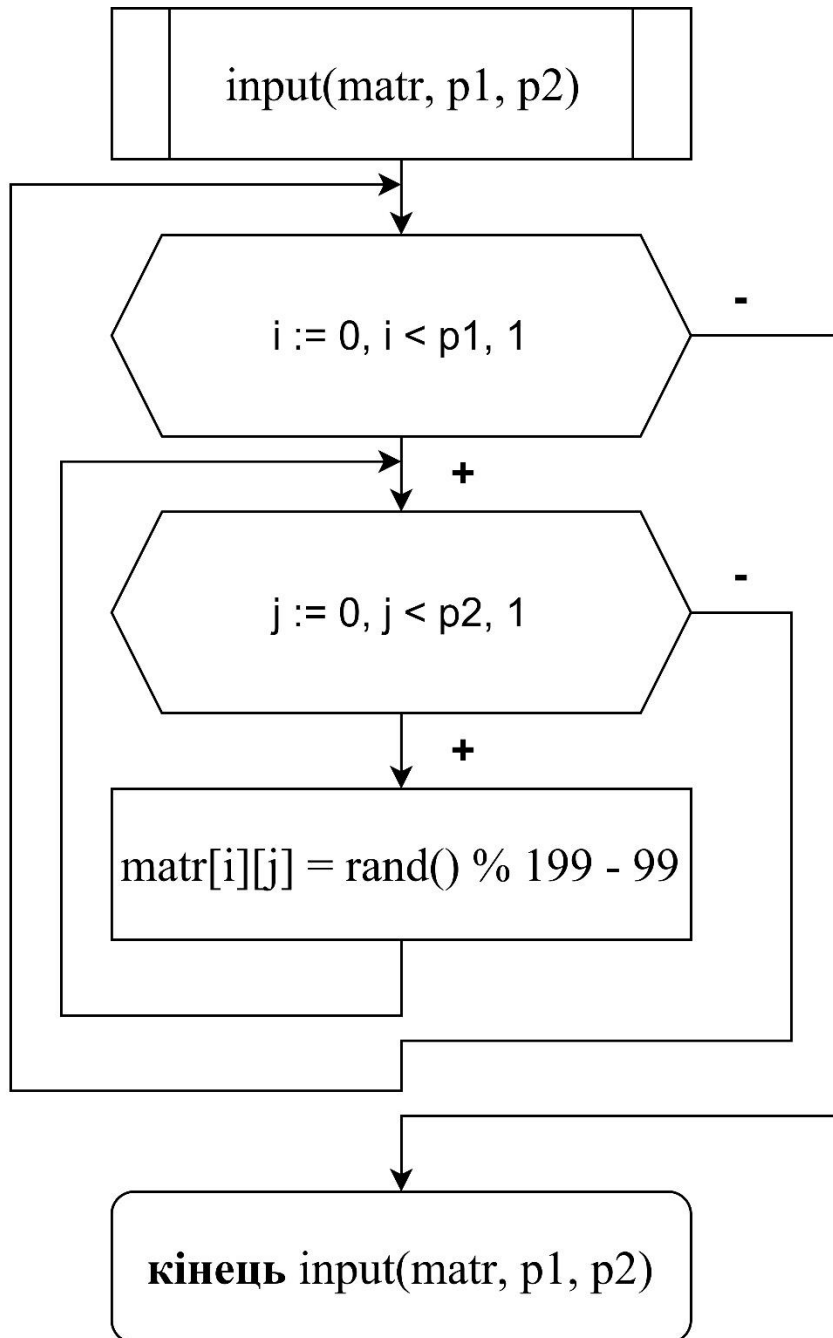 input(matr, p1, p2)
i := 0, i < p1, 1
-
+
j := 0, j < p2, 1
-
+
matr[i][j] = rand() % 199 - 99
кінець input(matr, p1, p2)